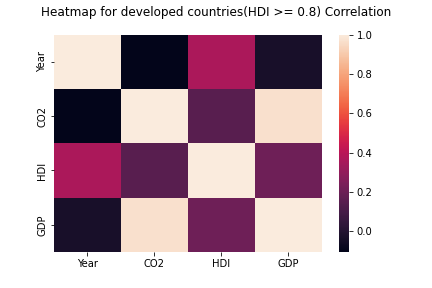 Heatmap for developed countries(HDI >= 0.8) Correlation
Year
CO2
HDI
GDP
Year
CO2
HDI
GDP
1.0
0.8
0.6
0.4
0.2
0.0